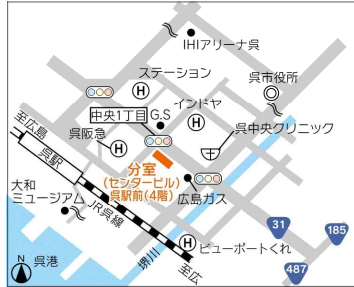 IHIアリーナ呉
ステーション
H
呉市役所
中央1丁目
G.S
インドヤ
H
呉中央クリニック
至広島
呉阪急
H
呉駅
分室
(センタービル
呉駅前(4階)
広島ガス
大和
ミュージアム
JR呉線
31
185
H
ビューポートくれ
堺川
至広
487
N
呉港